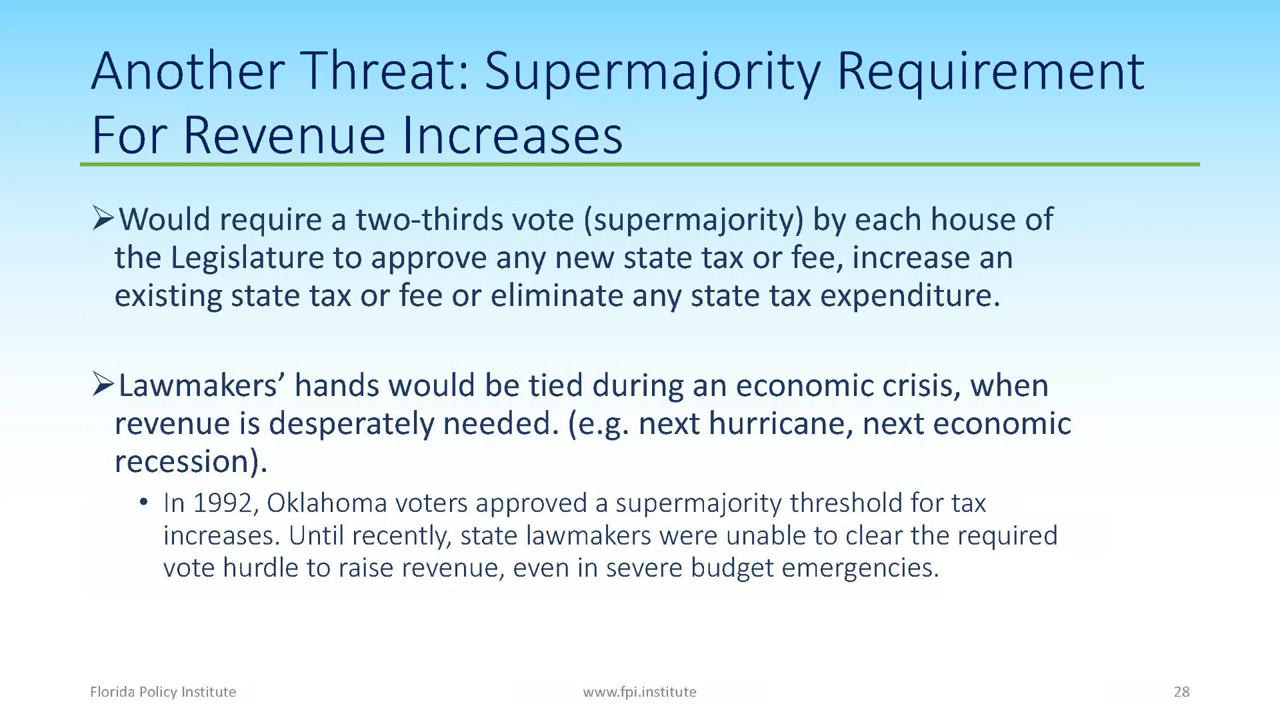 Another Threat: Supermajority Requirement
For Revenue Increases
➢Would require a two-thirds vote (supermajority) by each house of
the Legislature to approve any new state tax or fee, increase an
existing state tax or fee or eliminate any state tax expenditure.
➢Lawmakers’ hands would be tied during an economic crisis, when
revenue is desperately needed. (e.g. next hurricane, next economic
recession).
• In 1992, Oklahoma voters approved a supermajority threshold for tax
increases. Until recently, state lawmakers were unable to clear the required
vote hurdle to raise revenue, even in severe budget emergencies.
Florida Policy Institute
www.fpi.institute
28